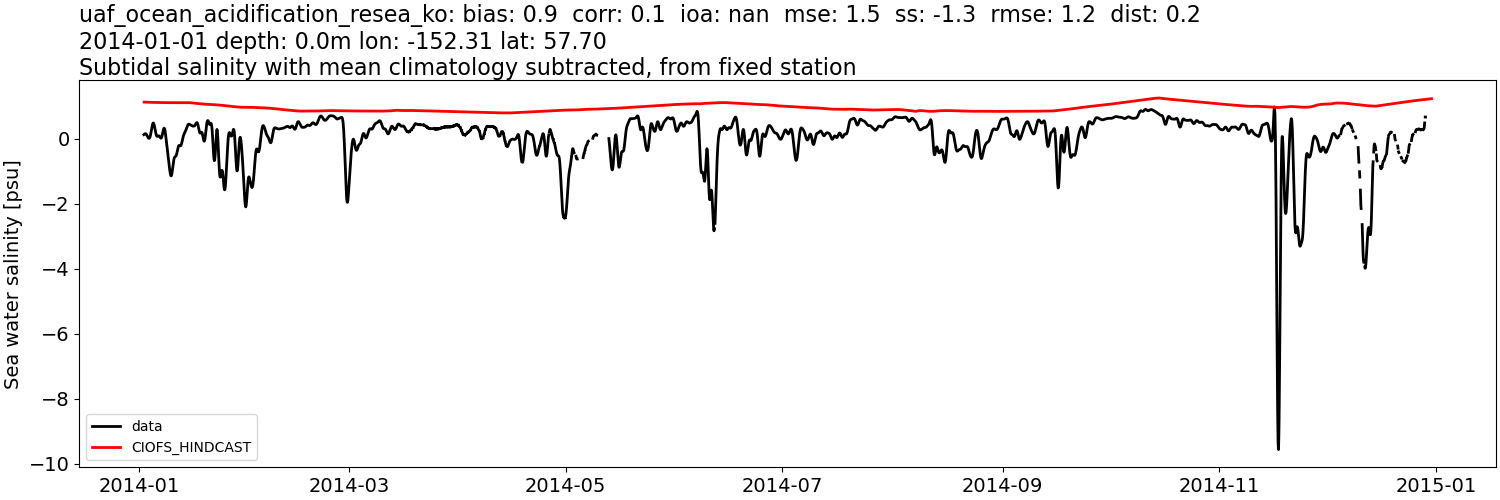 uaf_ocean_acidification_resea_ko: bias: 0.9  corr: 0.1  ioa: nan  mse: 1.5  ss: -1.3  rmse: 1.2  dist: 0.2
2014-01-01 depth: 0.0m lon: -152.31 lat: 57.70
Subtidal salinity with mean climatology subtracted, from fixed station
Sea water salinity [psu]
0
−2
−4
−6
−8
−10
data
CIOFS_HINDCAST
2014-01
2014-03
2014-05
2014-07
2014-09
2014-11
2015-01